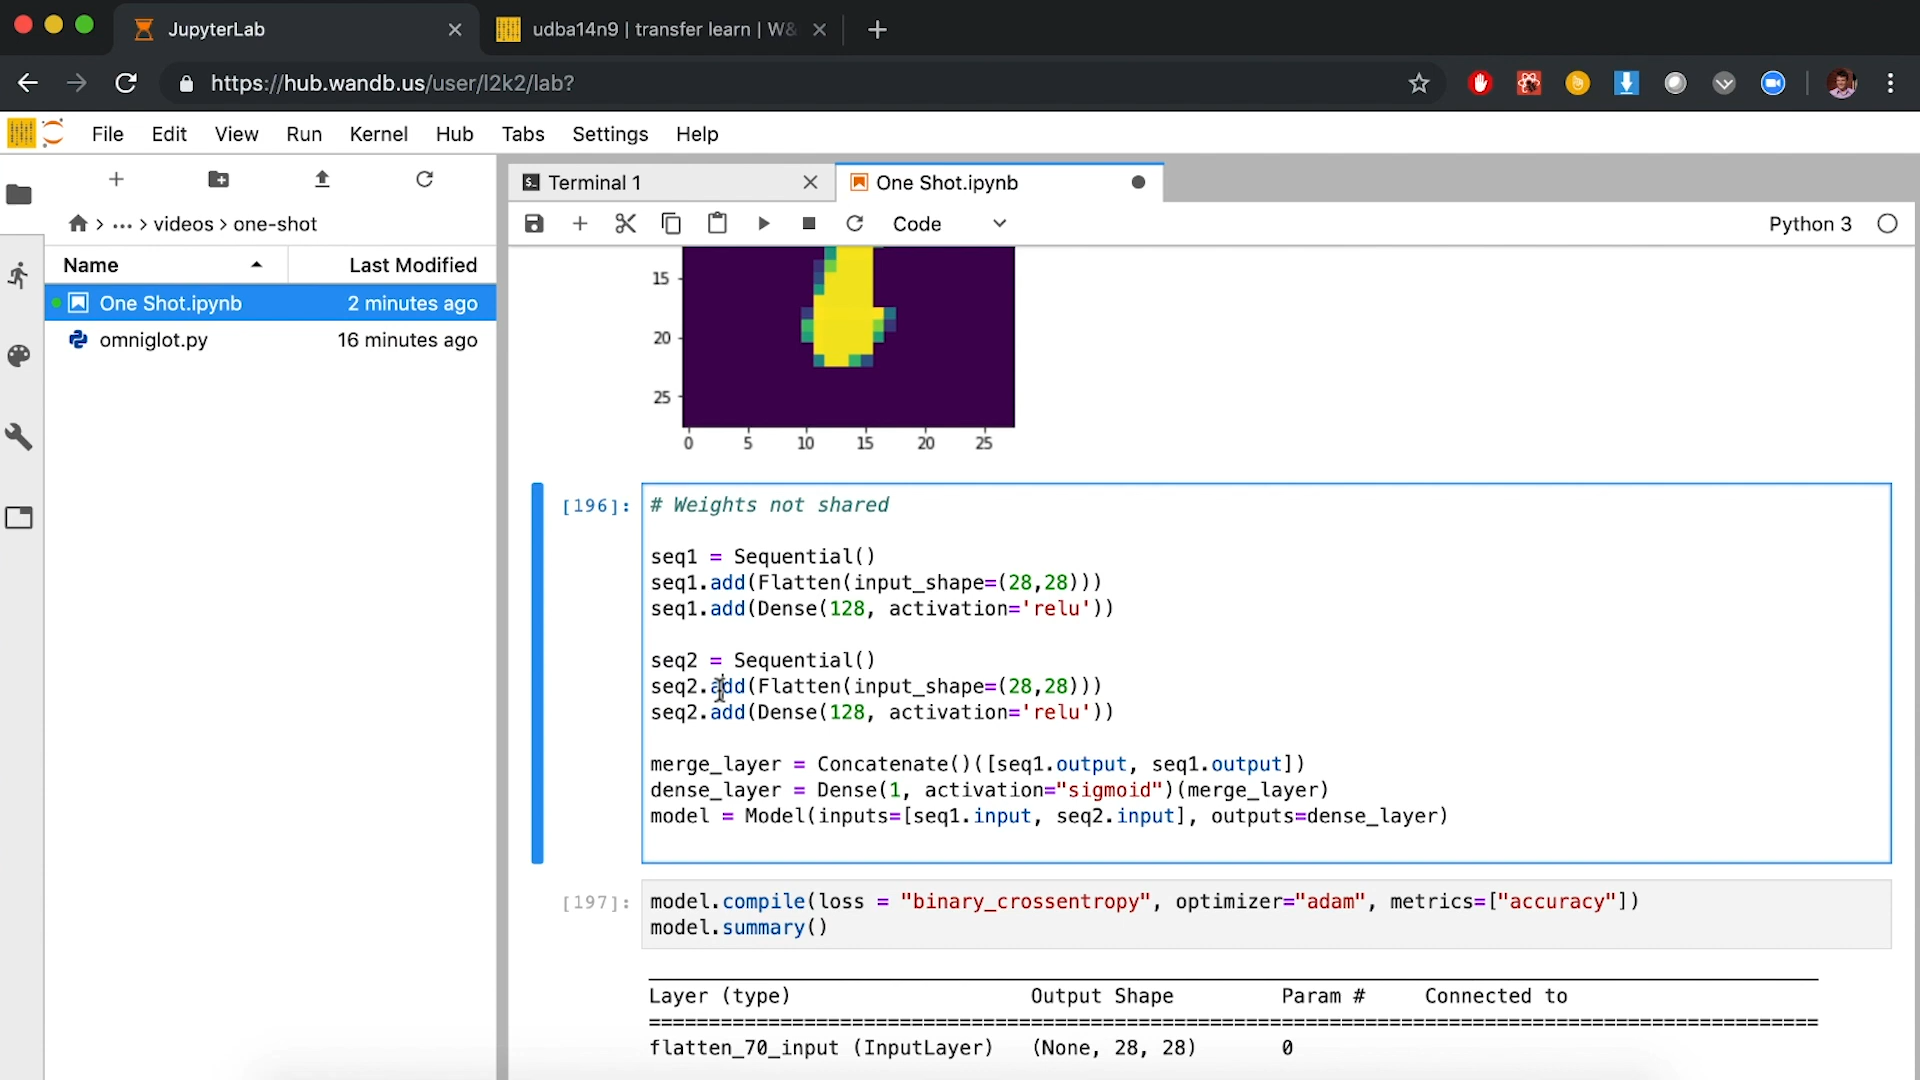 JupyterLab
udba14n9 | transfer learn | W&
https://hub.wandb.us/user/l2k2/lab?
File Edit View Run Kernel Hub Tabs Settings Help
Terminal 1
One Shot.ipynb
… > videos > one-shot
Code
Python 3
Name Last Modified
One Shot.ipynb 2 minutes ago
omniglot.py 16 minutes ago
15
20
25
0 5 10 15 20 25
[196]:
# Weights not shared
seq1 = Sequential()
seq1.add(Flatten(input_shape=(28,28)))
seq1.add(Dense(128, activation='relu'))
seq2 = Sequential()
seq2.add(Flatten(input_shape=(28,28)))
seq2.add(Dense(128, activation='relu'))
merge_layer = Concatenate()([seq1.output, seq1.output])
dense_layer = Dense(1, activation="sigmoid")(merge_layer)
model = Model(inputs=[seq1.input, seq2.input], outputs=dense_layer)
[197]:
model.compile(loss = "binary_crossentropy", optimizer="adam", metrics=["accuracy"])
model.summary()
Layer (type) Output Shape Param # Connected to
flatten_70_input (InputLayer) (None, 28, 28) 0